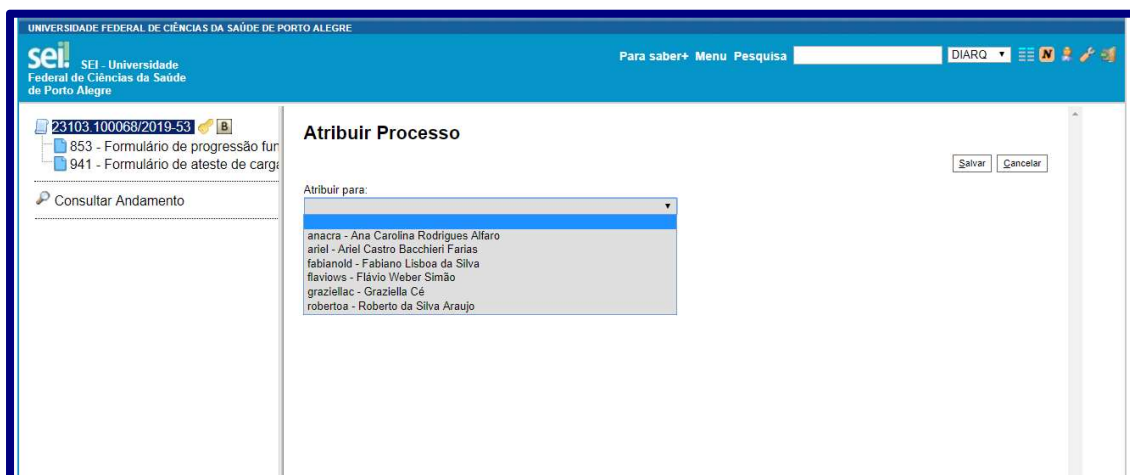 UNIVERSIDADE FEDERAL DE CIÊNCIAS DA SAÚDE DE PORTO ALEGRE
sei! SEI - Universidade
Federal de Ciências da Saúde
de Porto Alegre
Para saber+ Menu Pesquisa DIARQ N
23103.100068/2019-53 B
853 - Formulário de progressão fun
941 - Formulário de ateste de carga
Consultar Andamento
Atribuir Processo
Salvar Cancelar
Atribuir para:
anacra - Ana Carolina Rodrigues Alfaro
ariel - Ariel Castro Bacchieri Farias
fabianold - Fabiano Lisboa da Silva
flaviows - Flávio Weber Simão
graziellac - Graziella Cé
robertoa - Roberto da Silva Araujo